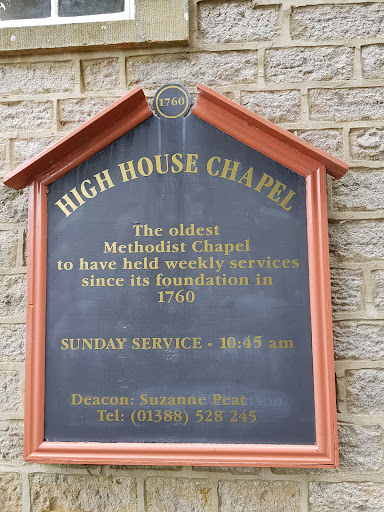 1760
HIGH HOUSE CHAPEL
The oldest
Methodist Chapel
to have held weekly services
since its foundation in
1760
SUNDAY SERVICE - 10:45 am
Deacon: Suzanne Peat
Tel: (01388) 528 245